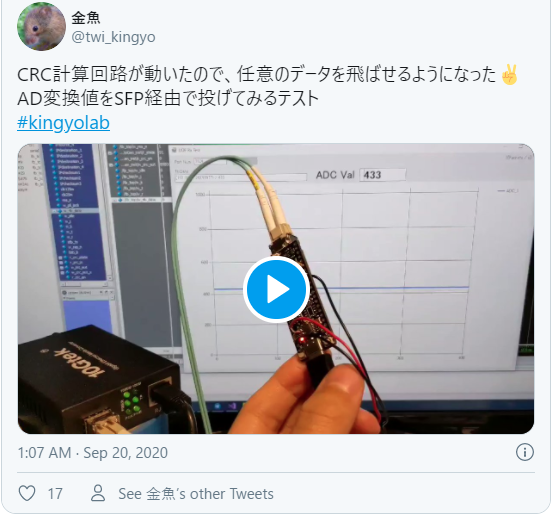 金魚
@twi_kingyo
CRC計算回路が動いたので、任意のデータを飛ばせるようになった✌
AD変換値をSFP経由で投げてみるテスト
#kingyolab
ADC Val 433
10Gtek
1:07 AM · Sep 20, 2020
17
See 金魚's other Tweets